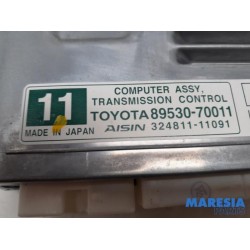 11
COMPUTER ASSY,
TRANSMISSION CONTROL
TOYOTA 89530-70011
MADE IN JAPAN AISIN 324811-11091
MARESIA